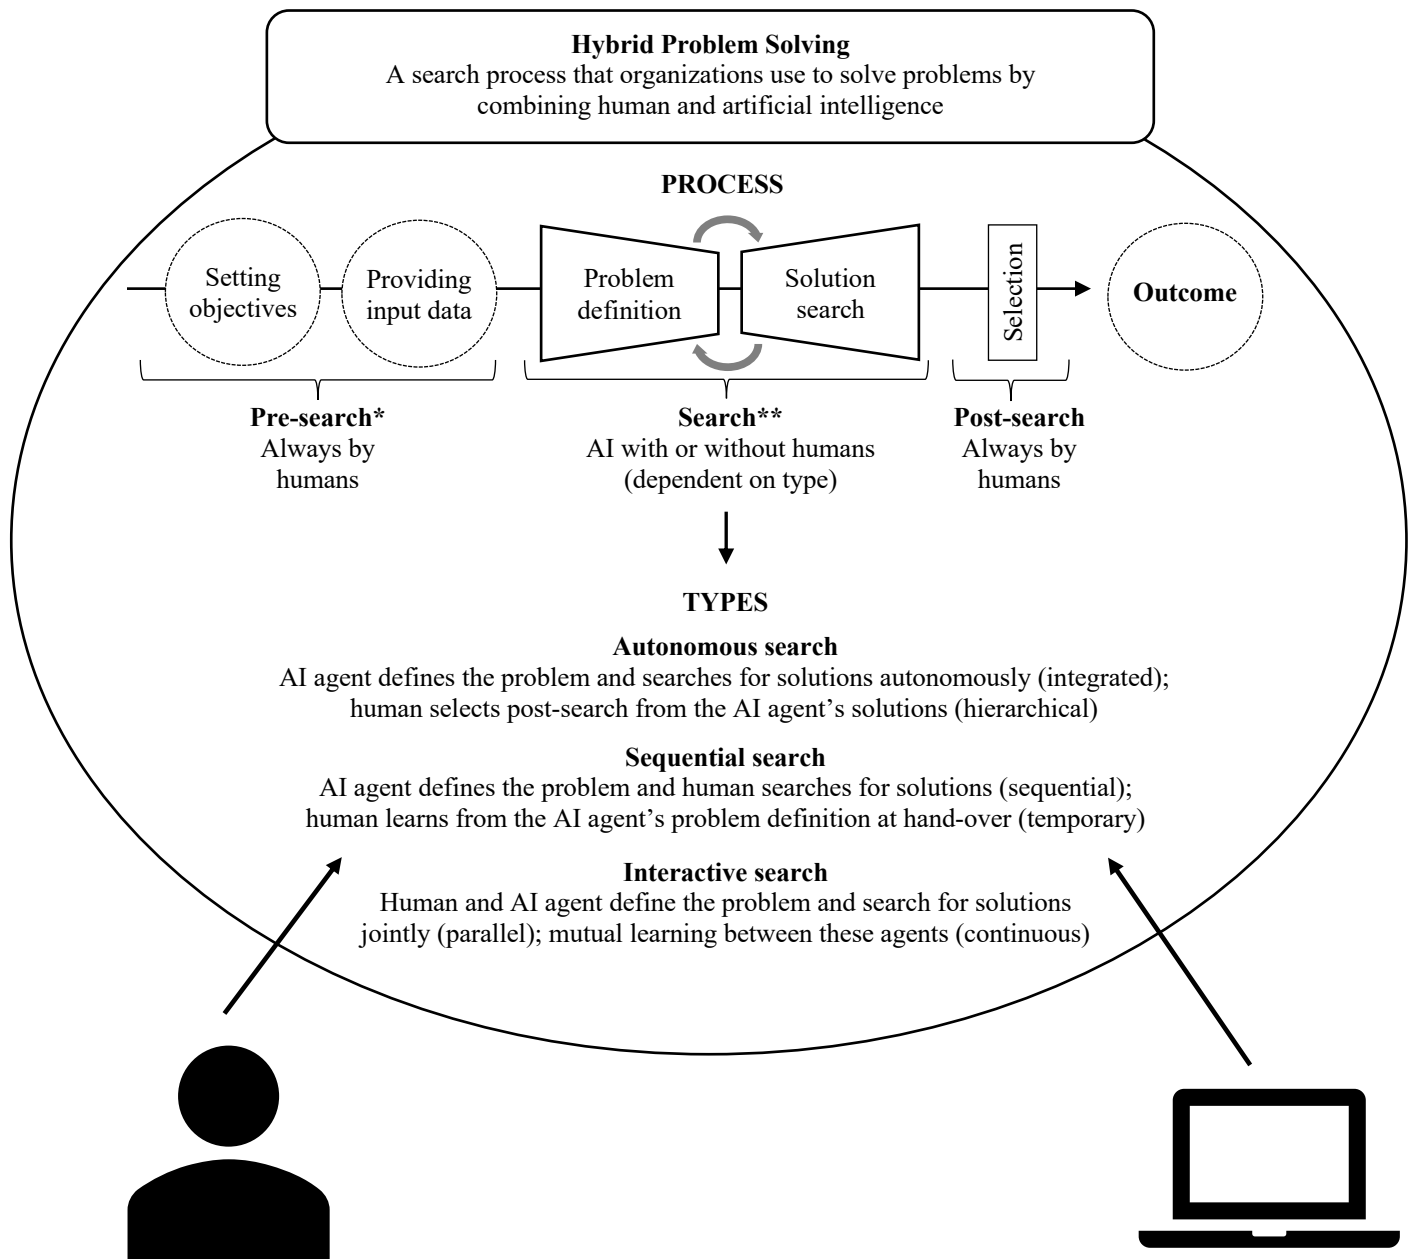 Hybrid Problem Solving
A search process that organizations use to solve problems by
combining human and artificial intelligence
PROCESS
Setting
objectives
Providing
input data
Problem
definition
Solution
search
Selection
Outcome
Pre-search*
Always by
humans
Search**
AI with or without humans
(dependent on type)
Post-search
Always by
humans
TYPES
Autonomous search
AI agent defines the problem and searches for solutions autonomously (integrated);
human selects post-search from the AI agent’s solutions (hierarchical)
Sequential search
AI agent defines the problem and human searches for solutions (sequential);
human learns from the AI agent’s problem definition at hand-over (temporary)
Interactive search
Human and AI agent define the problem and search for solutions
jointly (parallel); mutual learning between these agents (continuous)